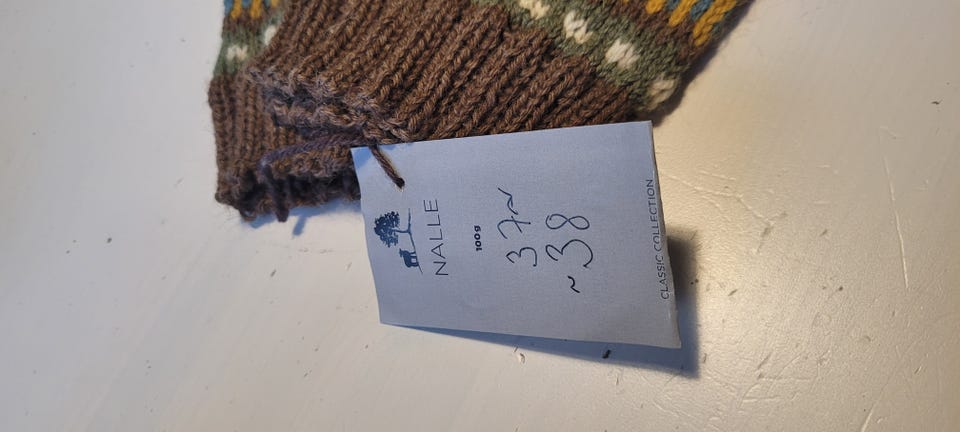 NALLE
100g
37~
~38
CLASSIC COLLECTION